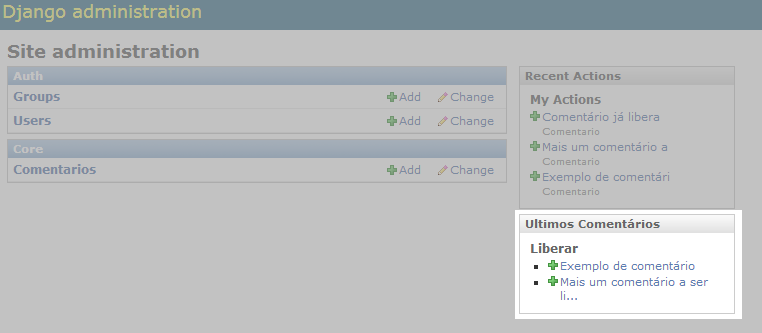 Django administration
Site administration
Auth
Groups Add Change
Users Add Change
Core
Comentarios Add Change
Recent Actions
My Actions
Comentário já libera
Comentario
Mais um comentário a
Comentario
Exemplo de comentári
Comentario
Ultimos Comentários
Liberar
Exemplo de comentário
Mais um comentário a ser
li...